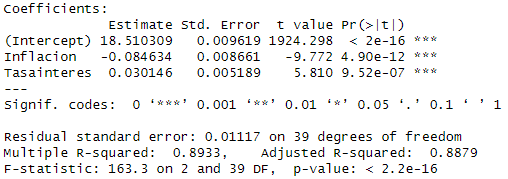 Coefficients:
             Estimate Std. Error  t value Pr(>|t|)    
(Intercept) 18.510309   0.009619 1924.298  < 2e-16 ***
Inflacion   -0.084634   0.008661   -9.772 4.90e-12 ***
Tasainteres  0.030146   0.005189    5.810 9.52e-07 ***
---
Signif. codes:  0 ‘***’ 0.001 ‘**’ 0.01 ‘*’ 0.05 ‘.’ 0.1 ‘ ’ 1
Residual standard error: 0.01117 on 39 degrees of freedom
Multiple R-squared:  0.8933,    Adjusted R-squared:  0.8879
F-statistic: 163.3 on 2 and 39 DF,  p-value: < 2.2e-16